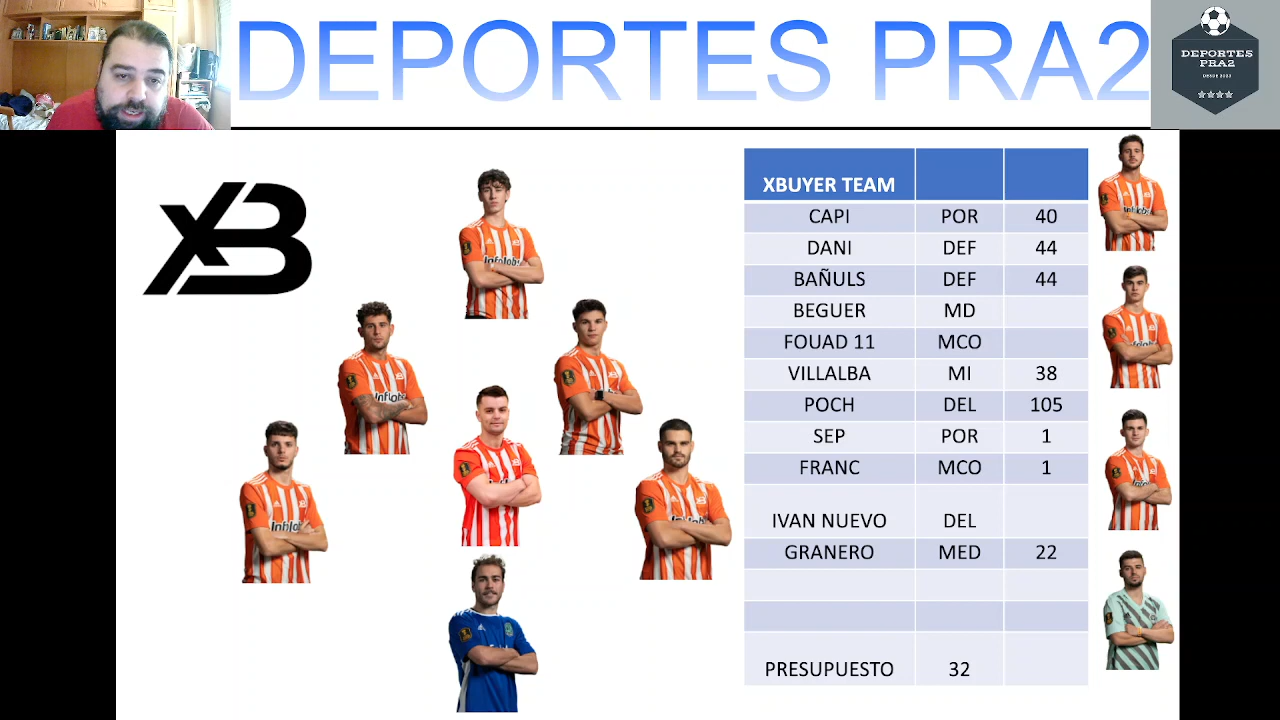 DEPORTES PRA2
DEPORTES
PRA2
DESDE 2022
XB
XBUYER TEAM
CAPI POR 40
DANI DEF 44
BAÑULS DEF 44
BEGUER MD
FOUAD 11 MCO
VILLALBA MI 38
POCH DEL 105
SEP POR 1
FRANC MCO 1
IVAN NUEVO DEL
GRANERO MED 22
PRESUPUESTO 32